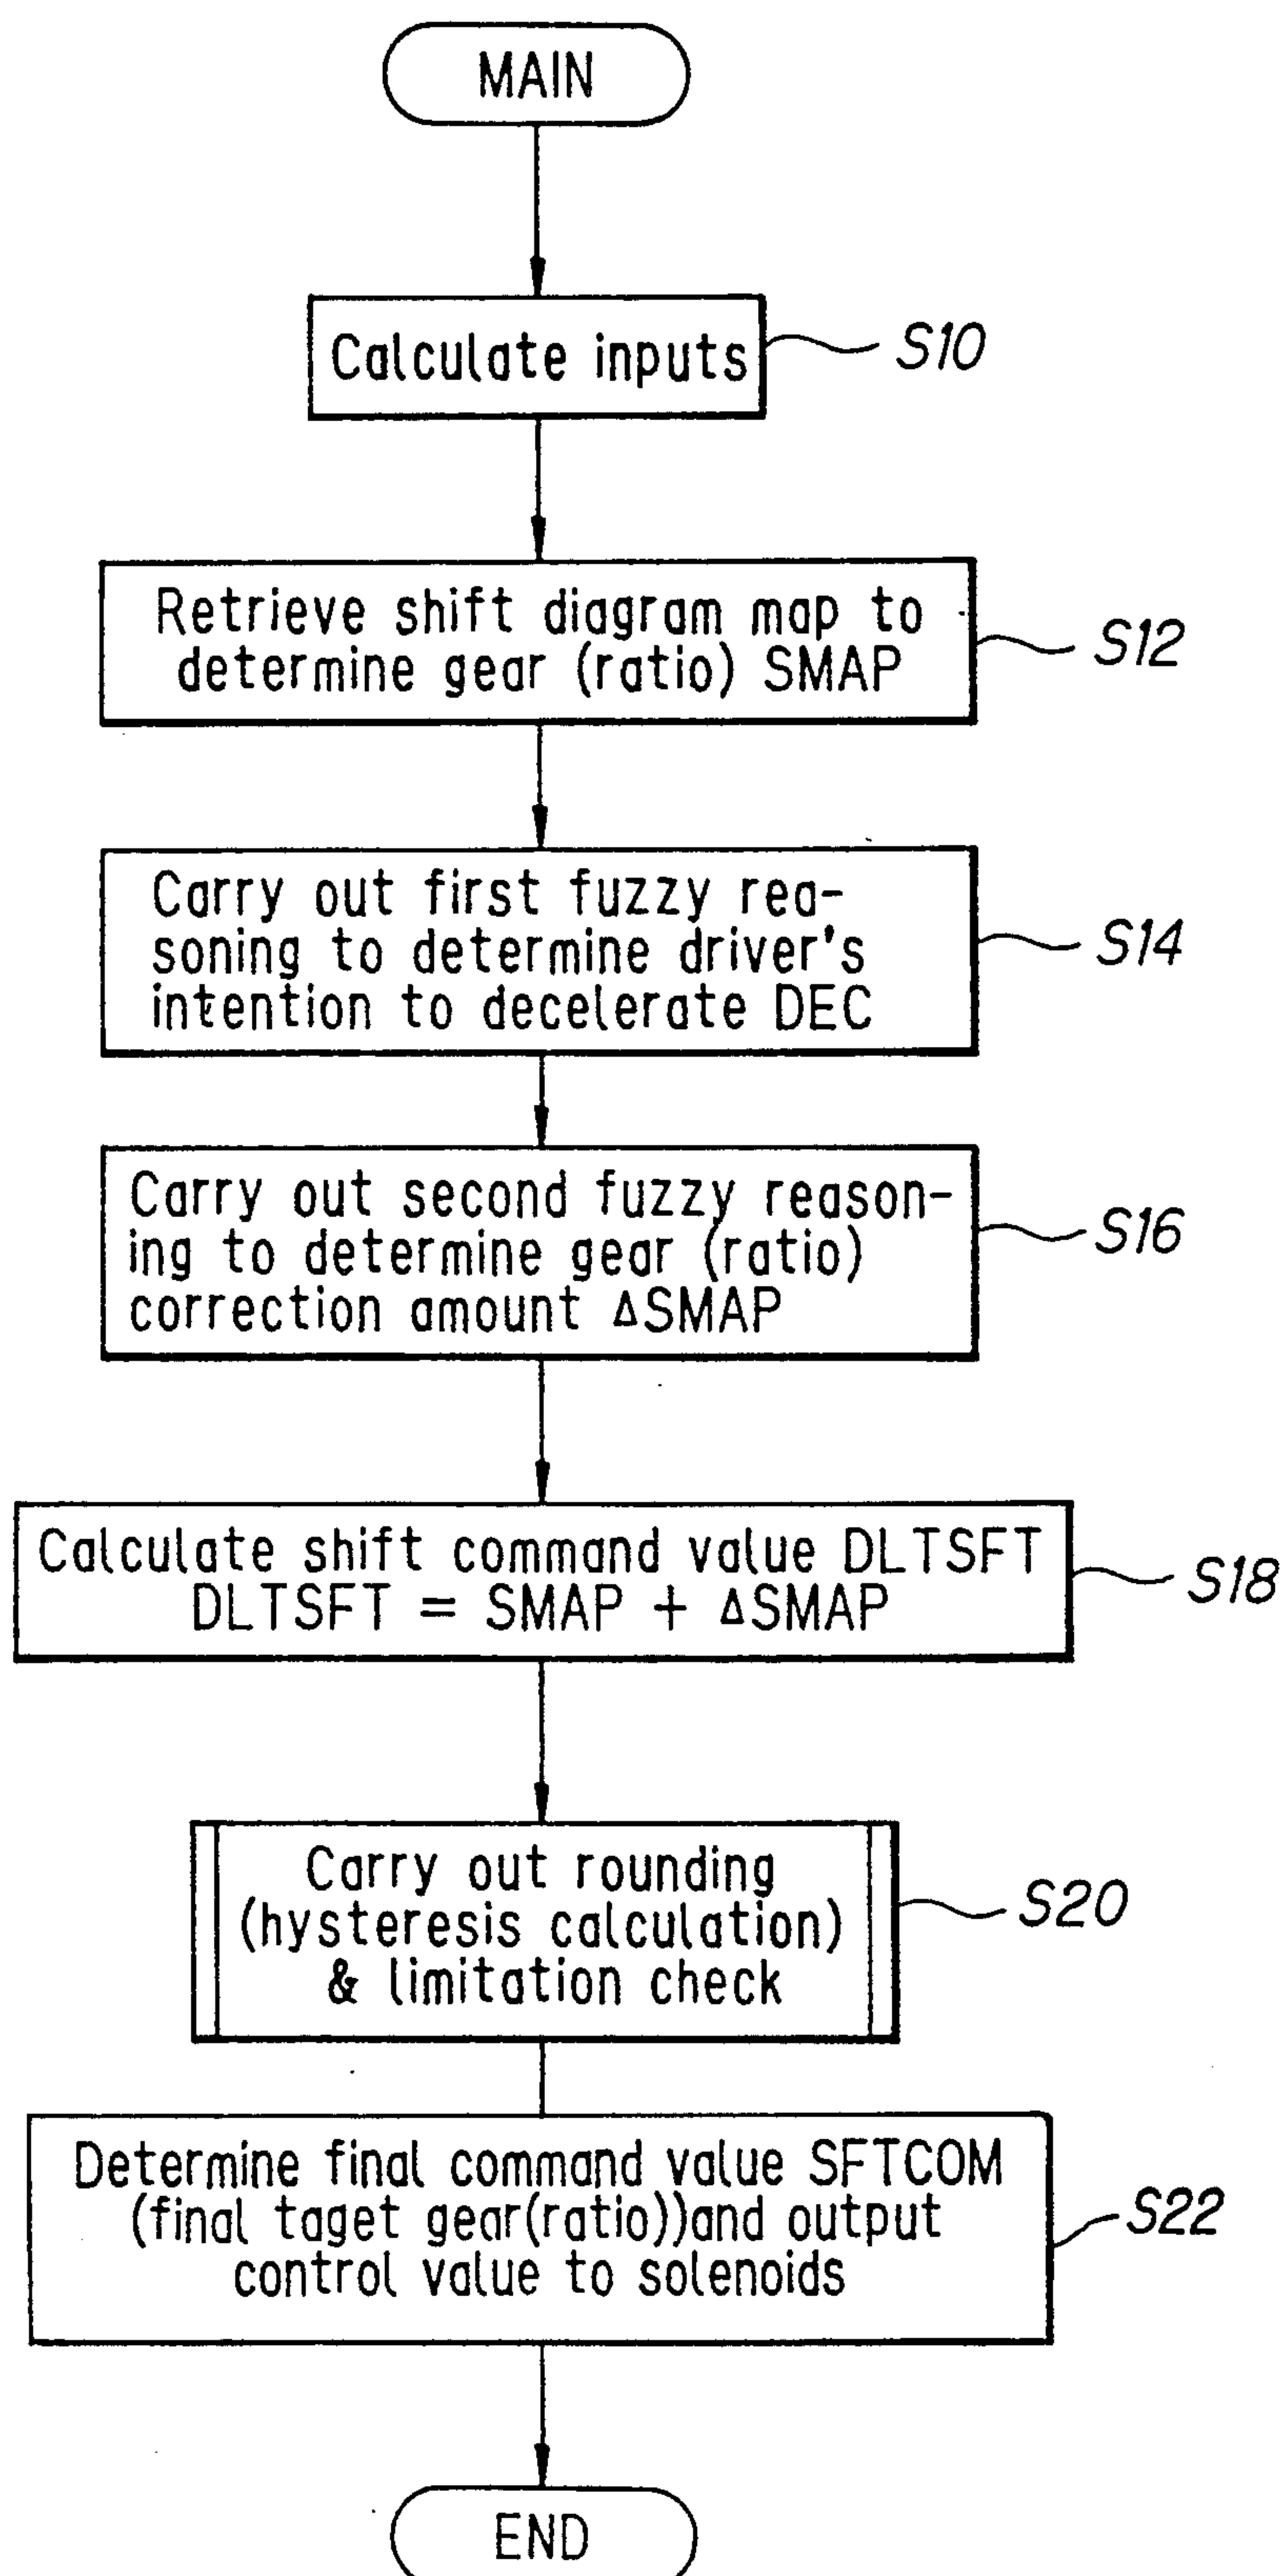 MAIN
Calculate inputs
S10
Retrieve shift diagram map to
determine gear (ratio) SMAP
S12
Carry out first fuzzy rea-
soning to determine driver's
intention to decelerate DEC
S14
Carry out second fuzzy reason-
ing to determine gear (ratio)
correction amount ΔSMAP
S16
Calculate shift command value DLTSFT
DLTSFT = SMAP + ΔSMAP
S18
Carry out rounding
(hysteresis calculation)
& limitation check
S20
Determine final command value SFTCOM
(final taget gear(ratio))and output
control value to solenoids
S22
END